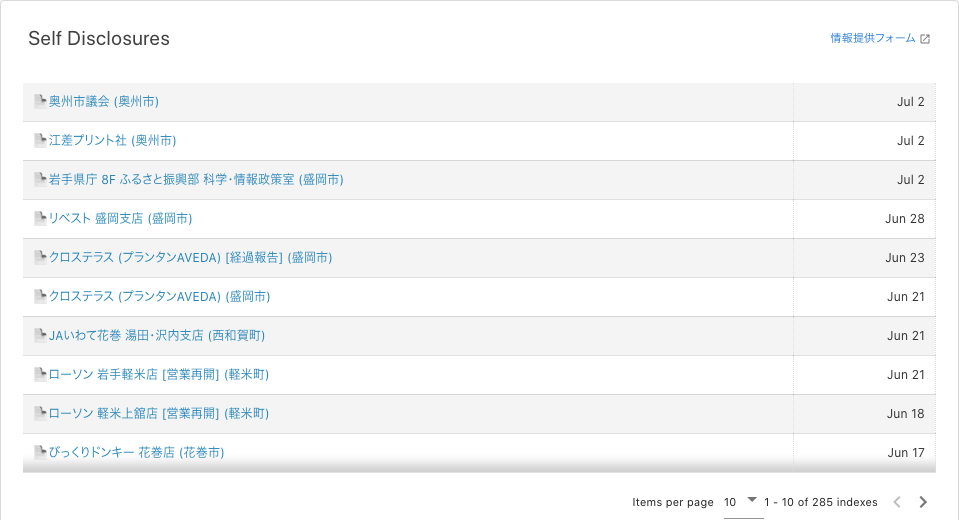 Self Disclosures
情報提供フォーム
奥州市議会 (奥州市) Jul 2
江差プリント社 (奥州市) Jul 2
岩手県庁 8F ふるさと振興部 科学・情報政策室 (盛岡市) Jul 2
リベスト 盛岡支店 (盛岡市) Jun 28
クロステラス (プランタンAVEDA) [経過報告] (盛岡市) Jun 23
クロステラス (プランタンAVEDA) (盛岡市) Jun 21
JAいわて花巻 湯田・沢内支店 (西和賀町) Jun 21
ローソン 岩手軽米店 [営業再開] (軽米町) Jun 21
ローソン 軽米上舘店 [営業再開] (軽米町) Jun 18
びっくりドンキー 花巻店 (花巻市) Jun 17
Items per page 10 1 - 10 of 285 indexes